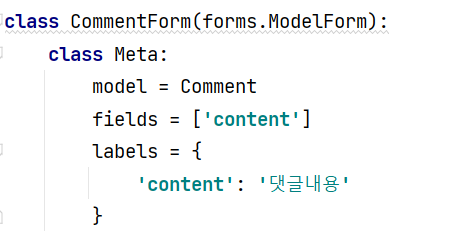 class CommentForm(forms.ModelForm):
    class Meta:
        model = Comment
        fields = ['content']
        labels = {
            'content': '댓글내용'
        }